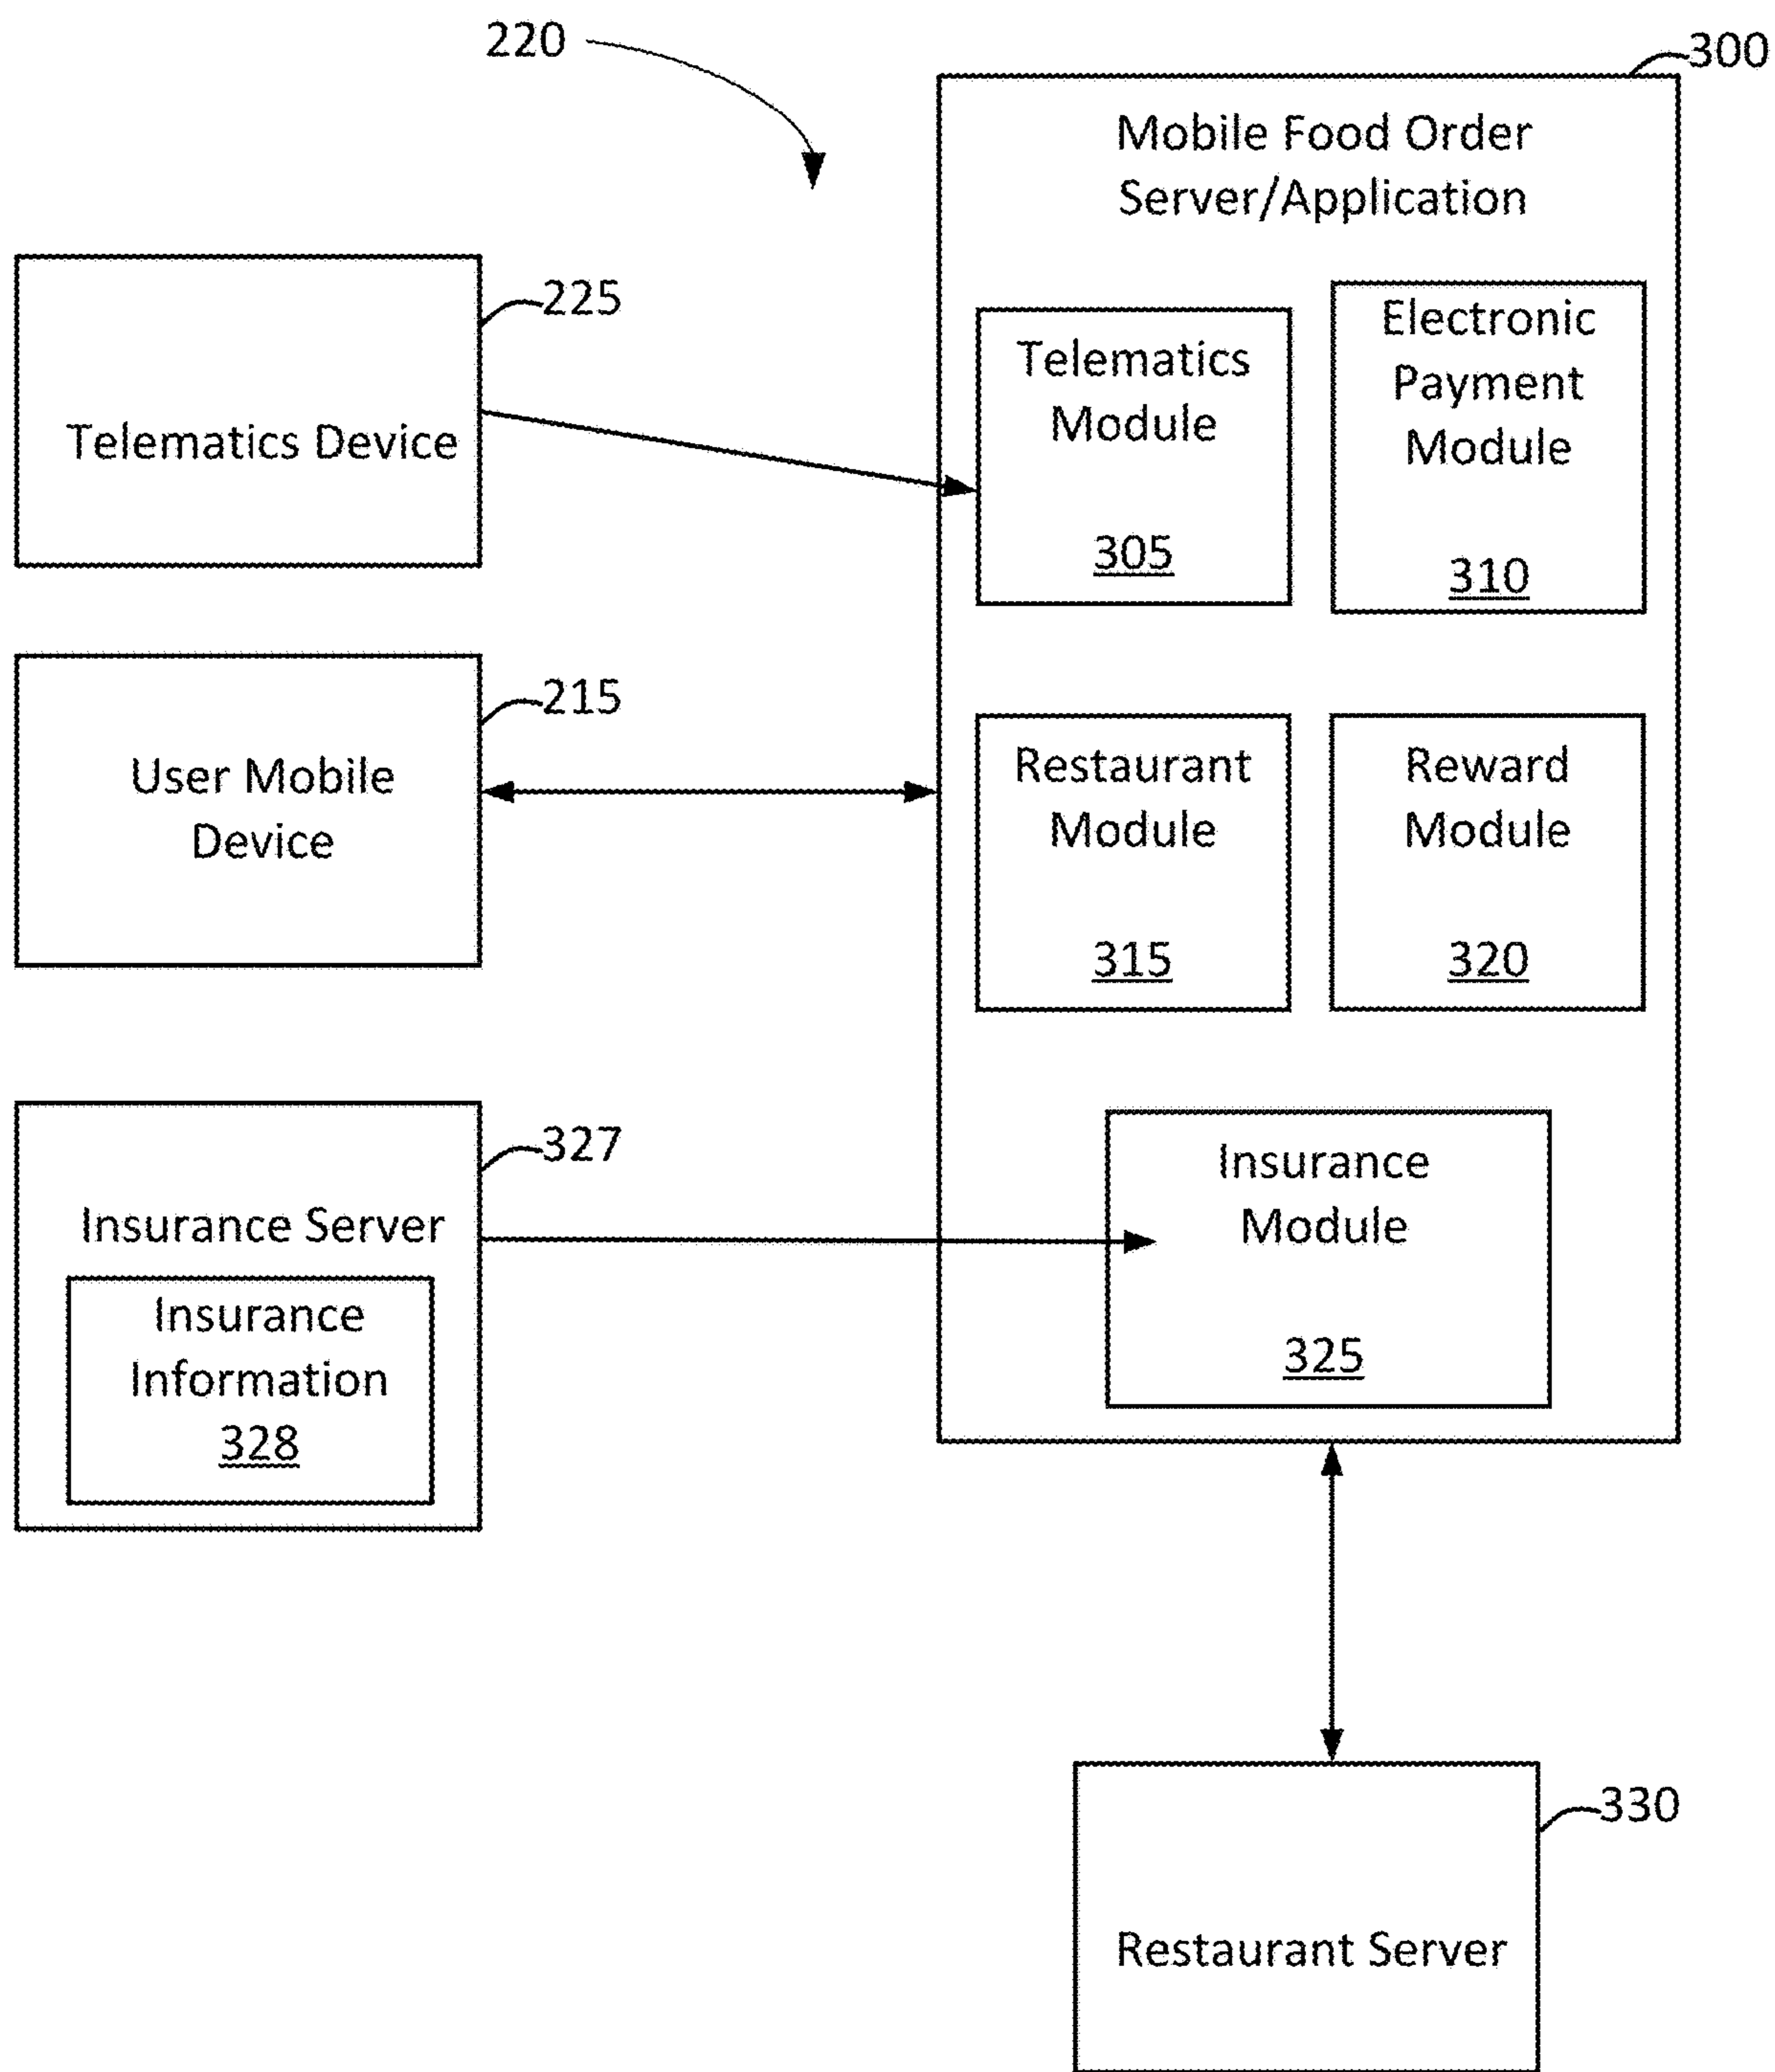 220
300
Mobile Food Order
Server/Application
225
Telematics Device
Telematics
Module
305
Electronic
Payment
Module
310
215
User Mobile
Device
Restaurant
Module
315
Reward
Module
320
327
Insurance Server
Insurance
Information
328
Insurance
Module
325
330
Restaurant Server